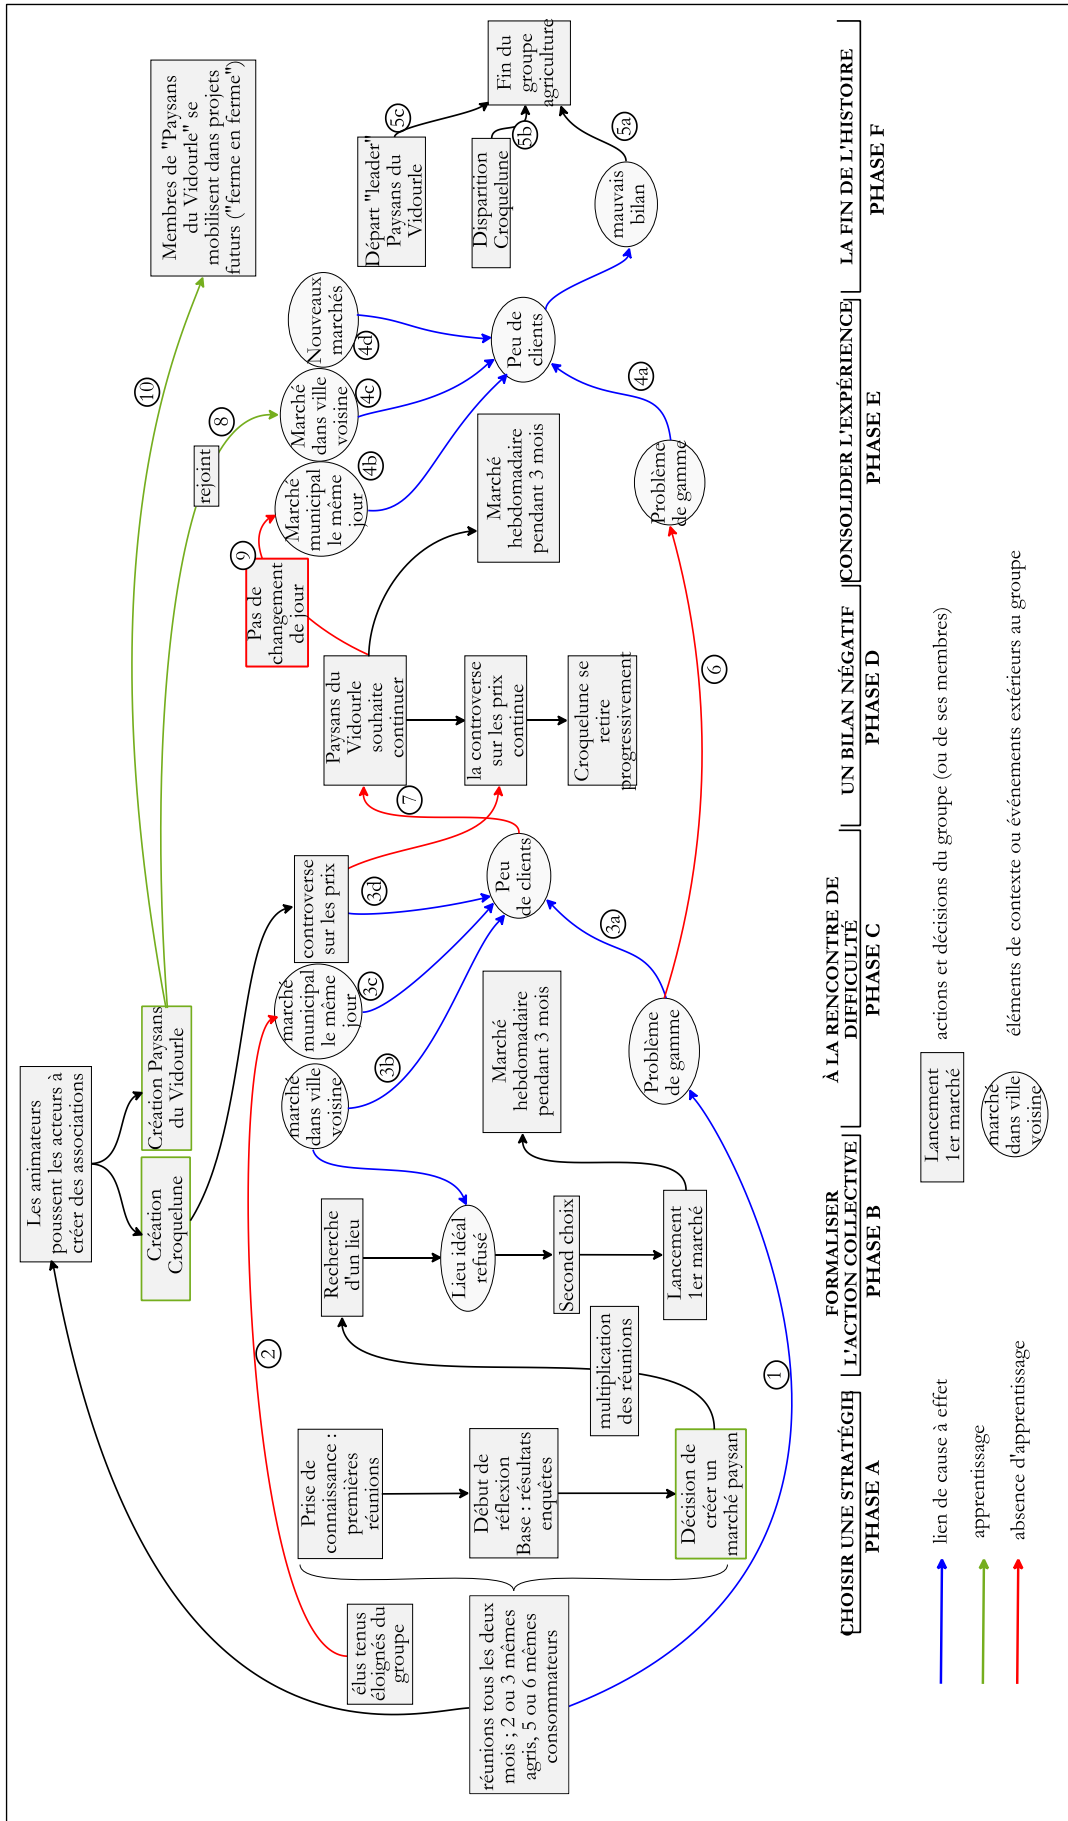 Les animateurs
poussent les acteurs à
créer des associations
Création
Croquelune
Création Paysans
du Vidourle
10
8
rejoint
Membres de "Paysans
du Vidourle" se
mobilisent dans projets
futurs ("ferme en ferme")
élus tenus
éloignés du
groupe
réunions tous les deux
mois ; 2 ou 3 mêmes
agris, 5 ou 6 mêmes
consommateurs
2
1
Prise de
connaissance :
premières
réunions
Début de
réflexion
Base : résultats
enquêtes
Décision de
créer un
marché paysan
multiplication
des réunions
Recherche
d'un lieu
Lieu idéal
refusé
Second choix
Lancement
1er marché
marché
dans ville
voisine
marché
municipal
le même
jour
controverse
sur les prix
3b
3c
3d
3a
Marché
hebdomadaire
pendant 3 mois
Peu
de clients
Problème
de gamme
7
6
Paysans du
Vidourle
souhaite
continuer
la controverse
sur les prix
continue
Croquelune se
retire
progressivement
Pas de
changement
de jour
9
Marché
municipal
le même
jour
Marché
dans ville
voisine
Nouveaux
marchés
4b
4c
4d
4a
Marché
hebdomadaire
pendant 3 mois
Peu de
clients
Problème
de gamme
Départ "leader"
Paysans du
Vidourle
Disparition
Croquelune
mauvais
bilan
5c
5b
5a
Fin du
groupe
agriculture
CHOISIR UNE STRATÉGIE
PHASE A
FORMALISER
L'ACTION COLLECTIVE
PHASE B
À LA RENCONTRE DE
DIFFICULTÉ
PHASE C
UN BILAN NÉGATIF
PHASE D
CONSOLIDER L'EXPÉRIENCE
PHASE E
LA FIN DE L'HISTOIRE
PHASE F
lien de cause à effet
apprentissage
absence d'apprentissage
Lancement
1er marché
actions et décisions du groupe (ou de ses membres)
marché
dans ville
voisine
éléments de contexte ou événements extérieurs au groupe